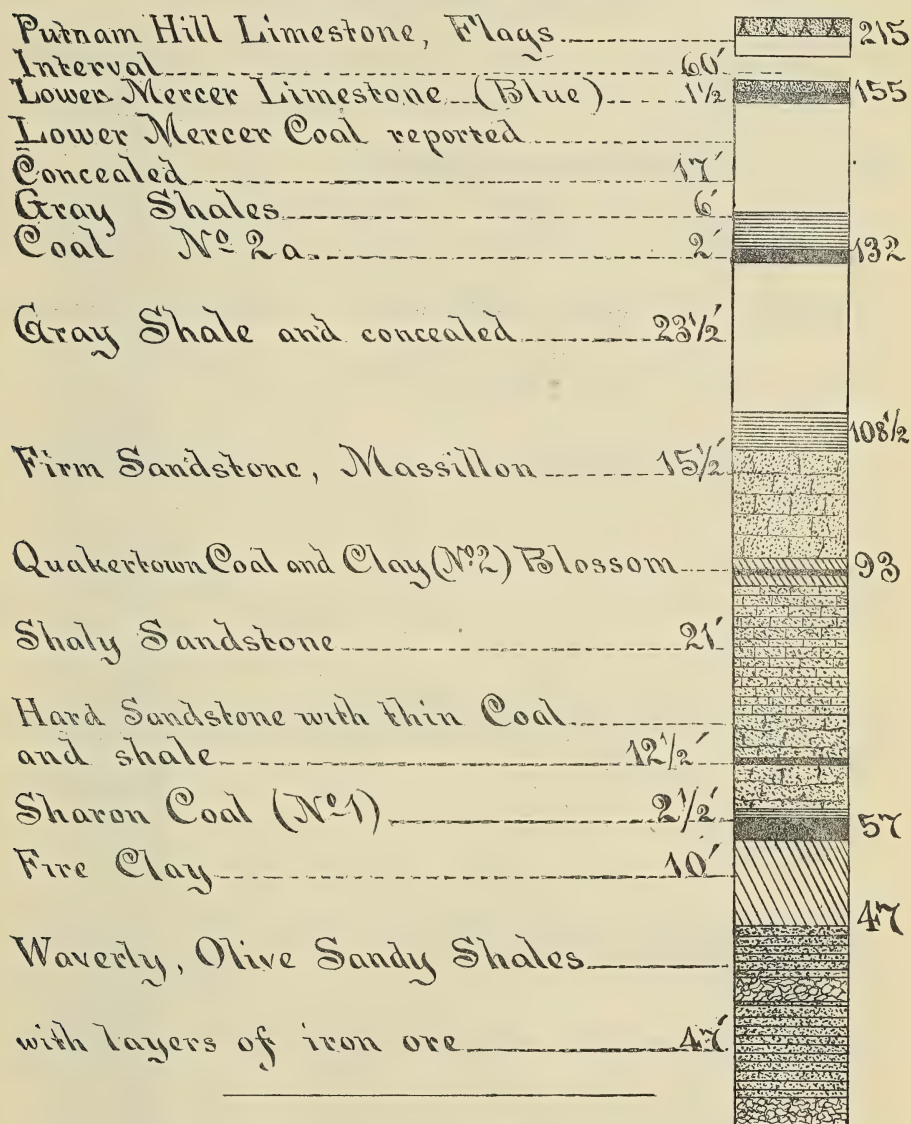 Putnam Hill Limestone, Flags 215
Interval 60'
Lower Mercer Limestone (Blue) 1½ 155
Lower Mercer Coal reported
Concealed 17'
Gray Shales 6'
Coal Nº 2a. 2' 132
Gray Shale and concealed 23½'
108½
Firm Sandstone, Massillon 15½'
Quakertown Coal and Clay (Nº2) Blossom 93
Shaly Sandstone 21'
Hard Sandstone with thin Coal
and shale 12½'
Sharon Coal (Nº1) 2½' 57
Fire Clay 10'
47
Waverly, Olive Sandy Shales
with layers of iron ore 47'